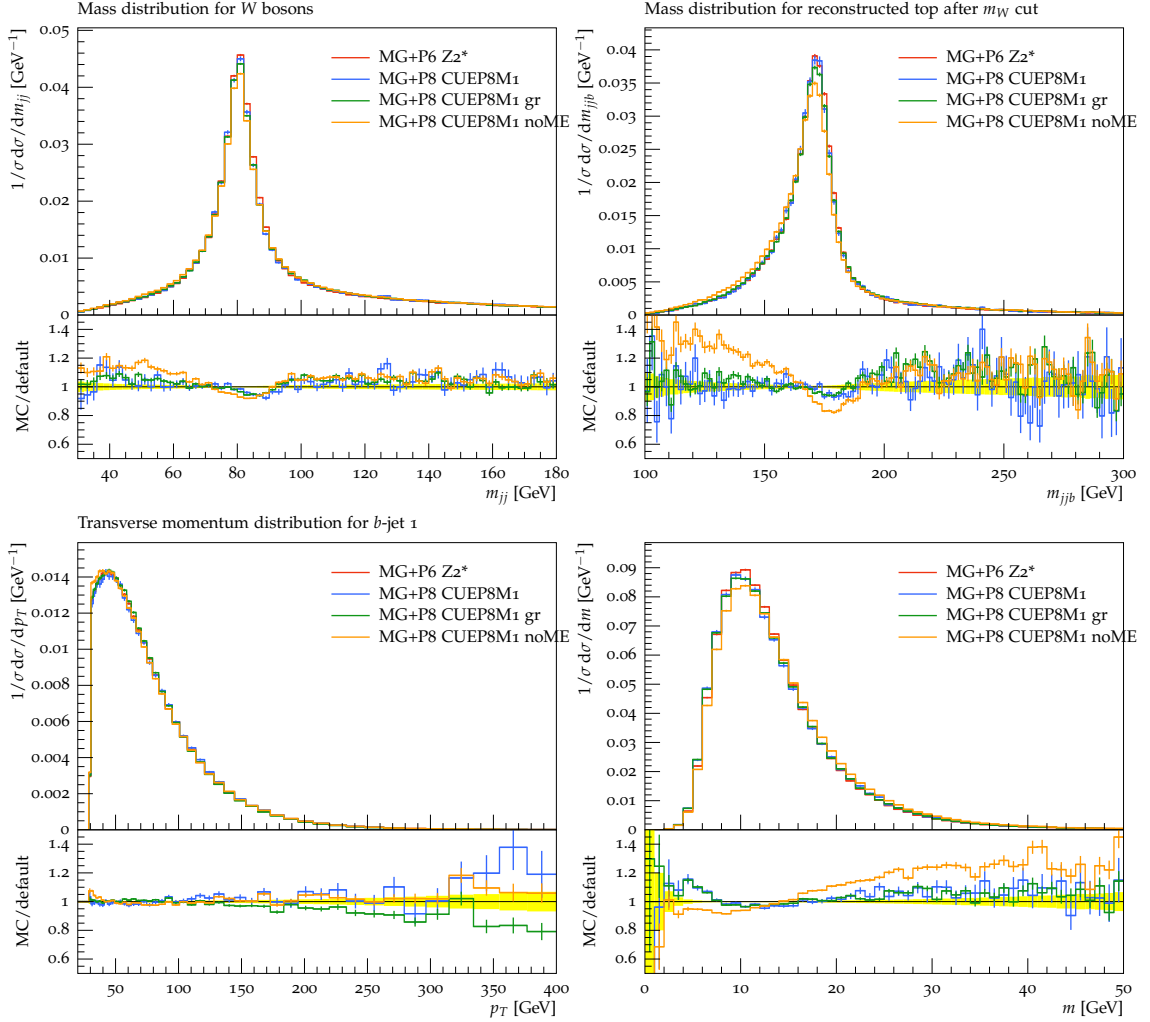 Mass distribution for W bosons
1/σ dσ/dm_jj [GeV⁻¹]
0.05
0.04
0.03
0.02
0.01
0
MG+P6 Z2*
MG+P8 CUEP8M1
MG+P8 CUEP8M1 gr
MG+P8 CUEP8M1 noME
MC/default
1.4
1.2
1
0.8
0.6
40 60 80 100 120 140 160 180
m_jj [GeV]
Mass distribution for reconstructed top after m_W cut
1/σ dσ/dm_jjb [GeV⁻¹]
0.04
0.035
0.03
0.025
0.02
0.015
0.01
0.005
0
MG+P6 Z2*
MG+P8 CUEP8M1
MG+P8 CUEP8M1 gr
MG+P8 CUEP8M1 noME
MC/default
1.4
1.2
1
0.8
0.6
100 150 200 250 300
m_jjb [GeV]
Transverse momentum distribution for b-jet 1
1/σ dσ/dp_T [GeV⁻¹]
0.014
0.012
0.01
0.008
0.006
0.004
0.002
0
MG+P6 Z2*
MG+P8 CUEP8M1
MG+P8 CUEP8M1 gr
MG+P8 CUEP8M1 noME
MC/default
1.4
1.2
1
0.8
0.6
50 100 150 200 250 300 350 400
p_T [GeV]
1/σ dσ/dm [GeV⁻¹]
0.09
0.08
0.07
0.06
0.05
0.04
0.03
0.02
0.01
0
MG+P6 Z2*
MG+P8 CUEP8M1
MG+P8 CUEP8M1 gr
MG+P8 CUEP8M1 noME
MC/default
1.4
1.2
1
0.8
0.6
0 10 20 30 40 50
m [GeV]